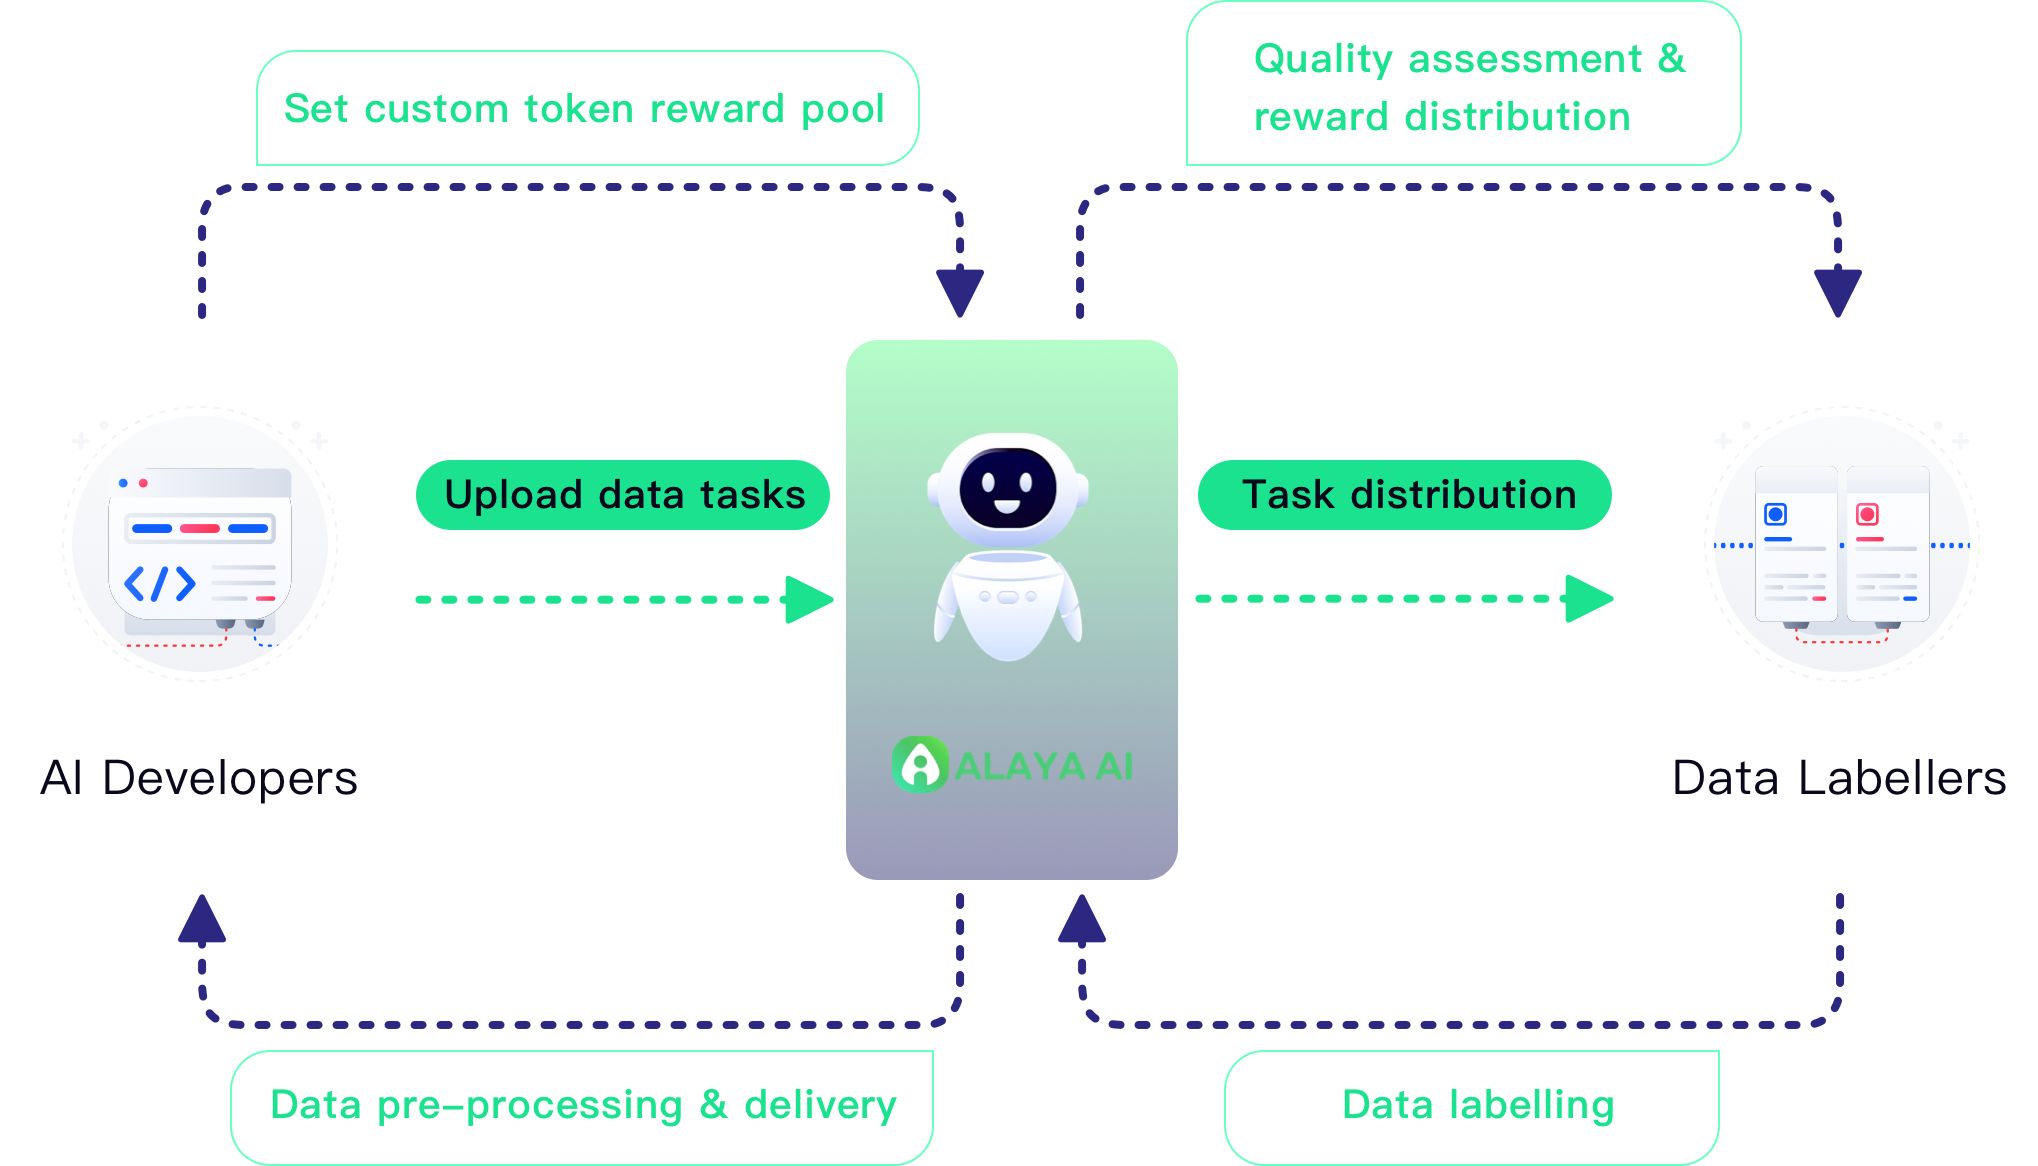 Set custom token reward pool
Quality assessment &
reward distribution
Upload data tasks
Task distribution
ALAYA AI
AI Developers
Data Labellers
Data pre–processing & delivery
Data labelling